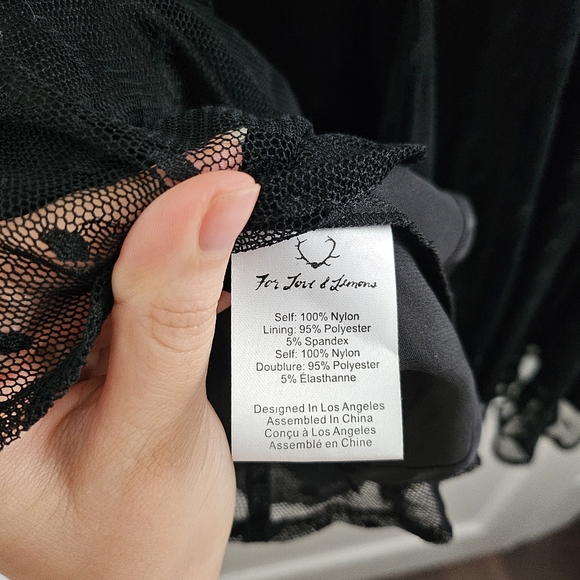 For Love & Lemons
Self: 100% Nylon
Lining: 95% Polyester
5% Spandex
Self: 100% Nylon
Doublure: 95% Polyester
5% Élasthanne
Designed In Los Angeles
Assembled In China
Conçu à Los Angeles
Assemblé en Chine